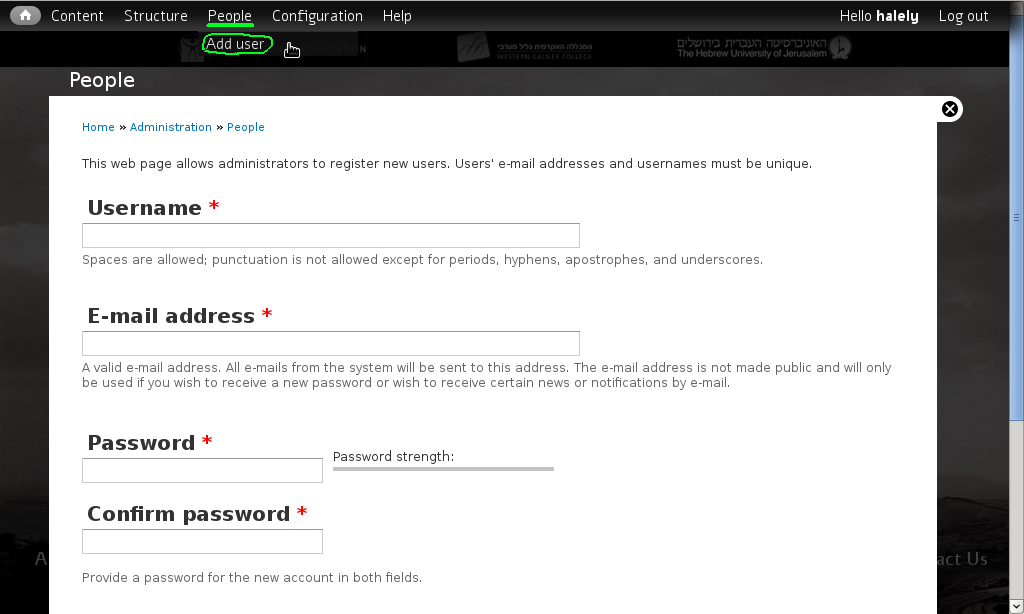 Content Structure People Configuration Help Hello halely Log out
Add user
המכללה האקדמית גליל מערבי
WESTERN GALILEE COLLEGE
האוניברסיטה העברית בירושלים
The Hebrew University of Jerusalem
People
Home » Administration » People
This web page allows administrators to register new users. Users' e-mail addresses and usernames must be unique.
Username *
Spaces are allowed; punctuation is not allowed except for periods, hyphens, apostrophes, and underscores.
E-mail address *
A valid e-mail address. All e-mails from the system will be sent to this address. The e-mail address is not made public and will only
be used if you wish to receive a new password or wish to receive certain news or notifications by e-mail.
Password *
Password strength:
Confirm password *
Provide a password for the new account in both fields.